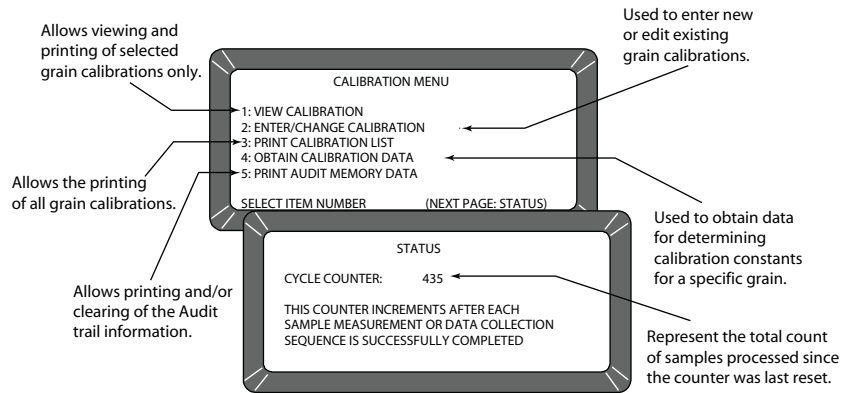 Allows viewing and
printing of selected
grain calibrations only.
Used to enter new
or edit existing
grain calibrations.
CALIBRATION MENU
1: VIEW CALIBRATION
2: ENTER/CHANGE CALIBRATION
3: PRINT CALIBRATION LIST
4: OBTAIN CALIBRATION DATA
5: PRINT AUDIT MEMORY DATA
SELECT ITEM NUMBER (NEXT PAGE: STATUS)
Allows the printing
of all grain calibrations.
Used to obtain data
for determining
calibration constants
for a specific grain.
STATUS
CYCLE COUNTER: 435
THIS COUNTER INCREMENTS AFTER EACH
SAMPLE MEASUREMENT OR DATA COLLECTION
SEQUENCE IS SUCCESSFULLY COMPLETED
Allows printing and/or
clearing of the Audit
trail information.
Represent the total count
of samples processed since
the counter was last reset.